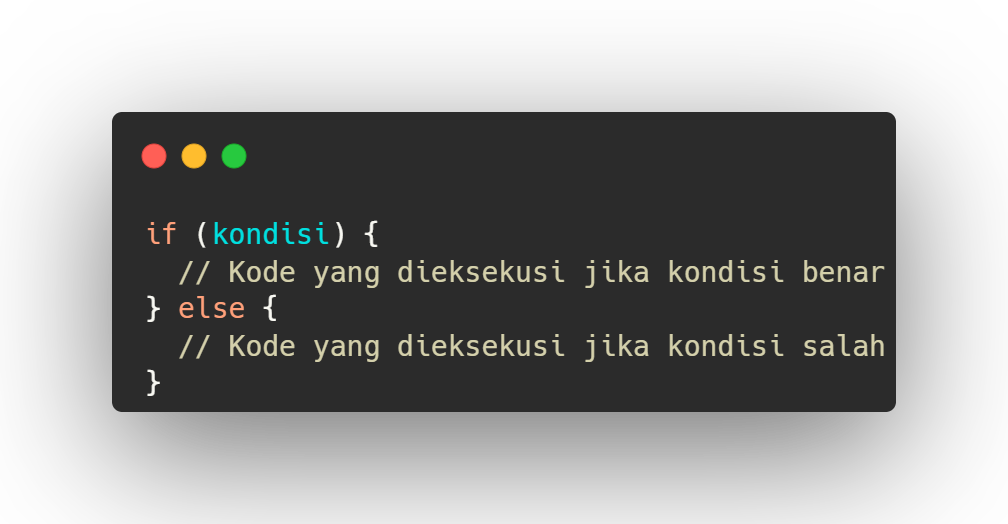 if (kondisi) {
  // Kode yang dieksekusi jika kondisi benar
} else {
  // Kode yang dieksekusi jika kondisi salah
}